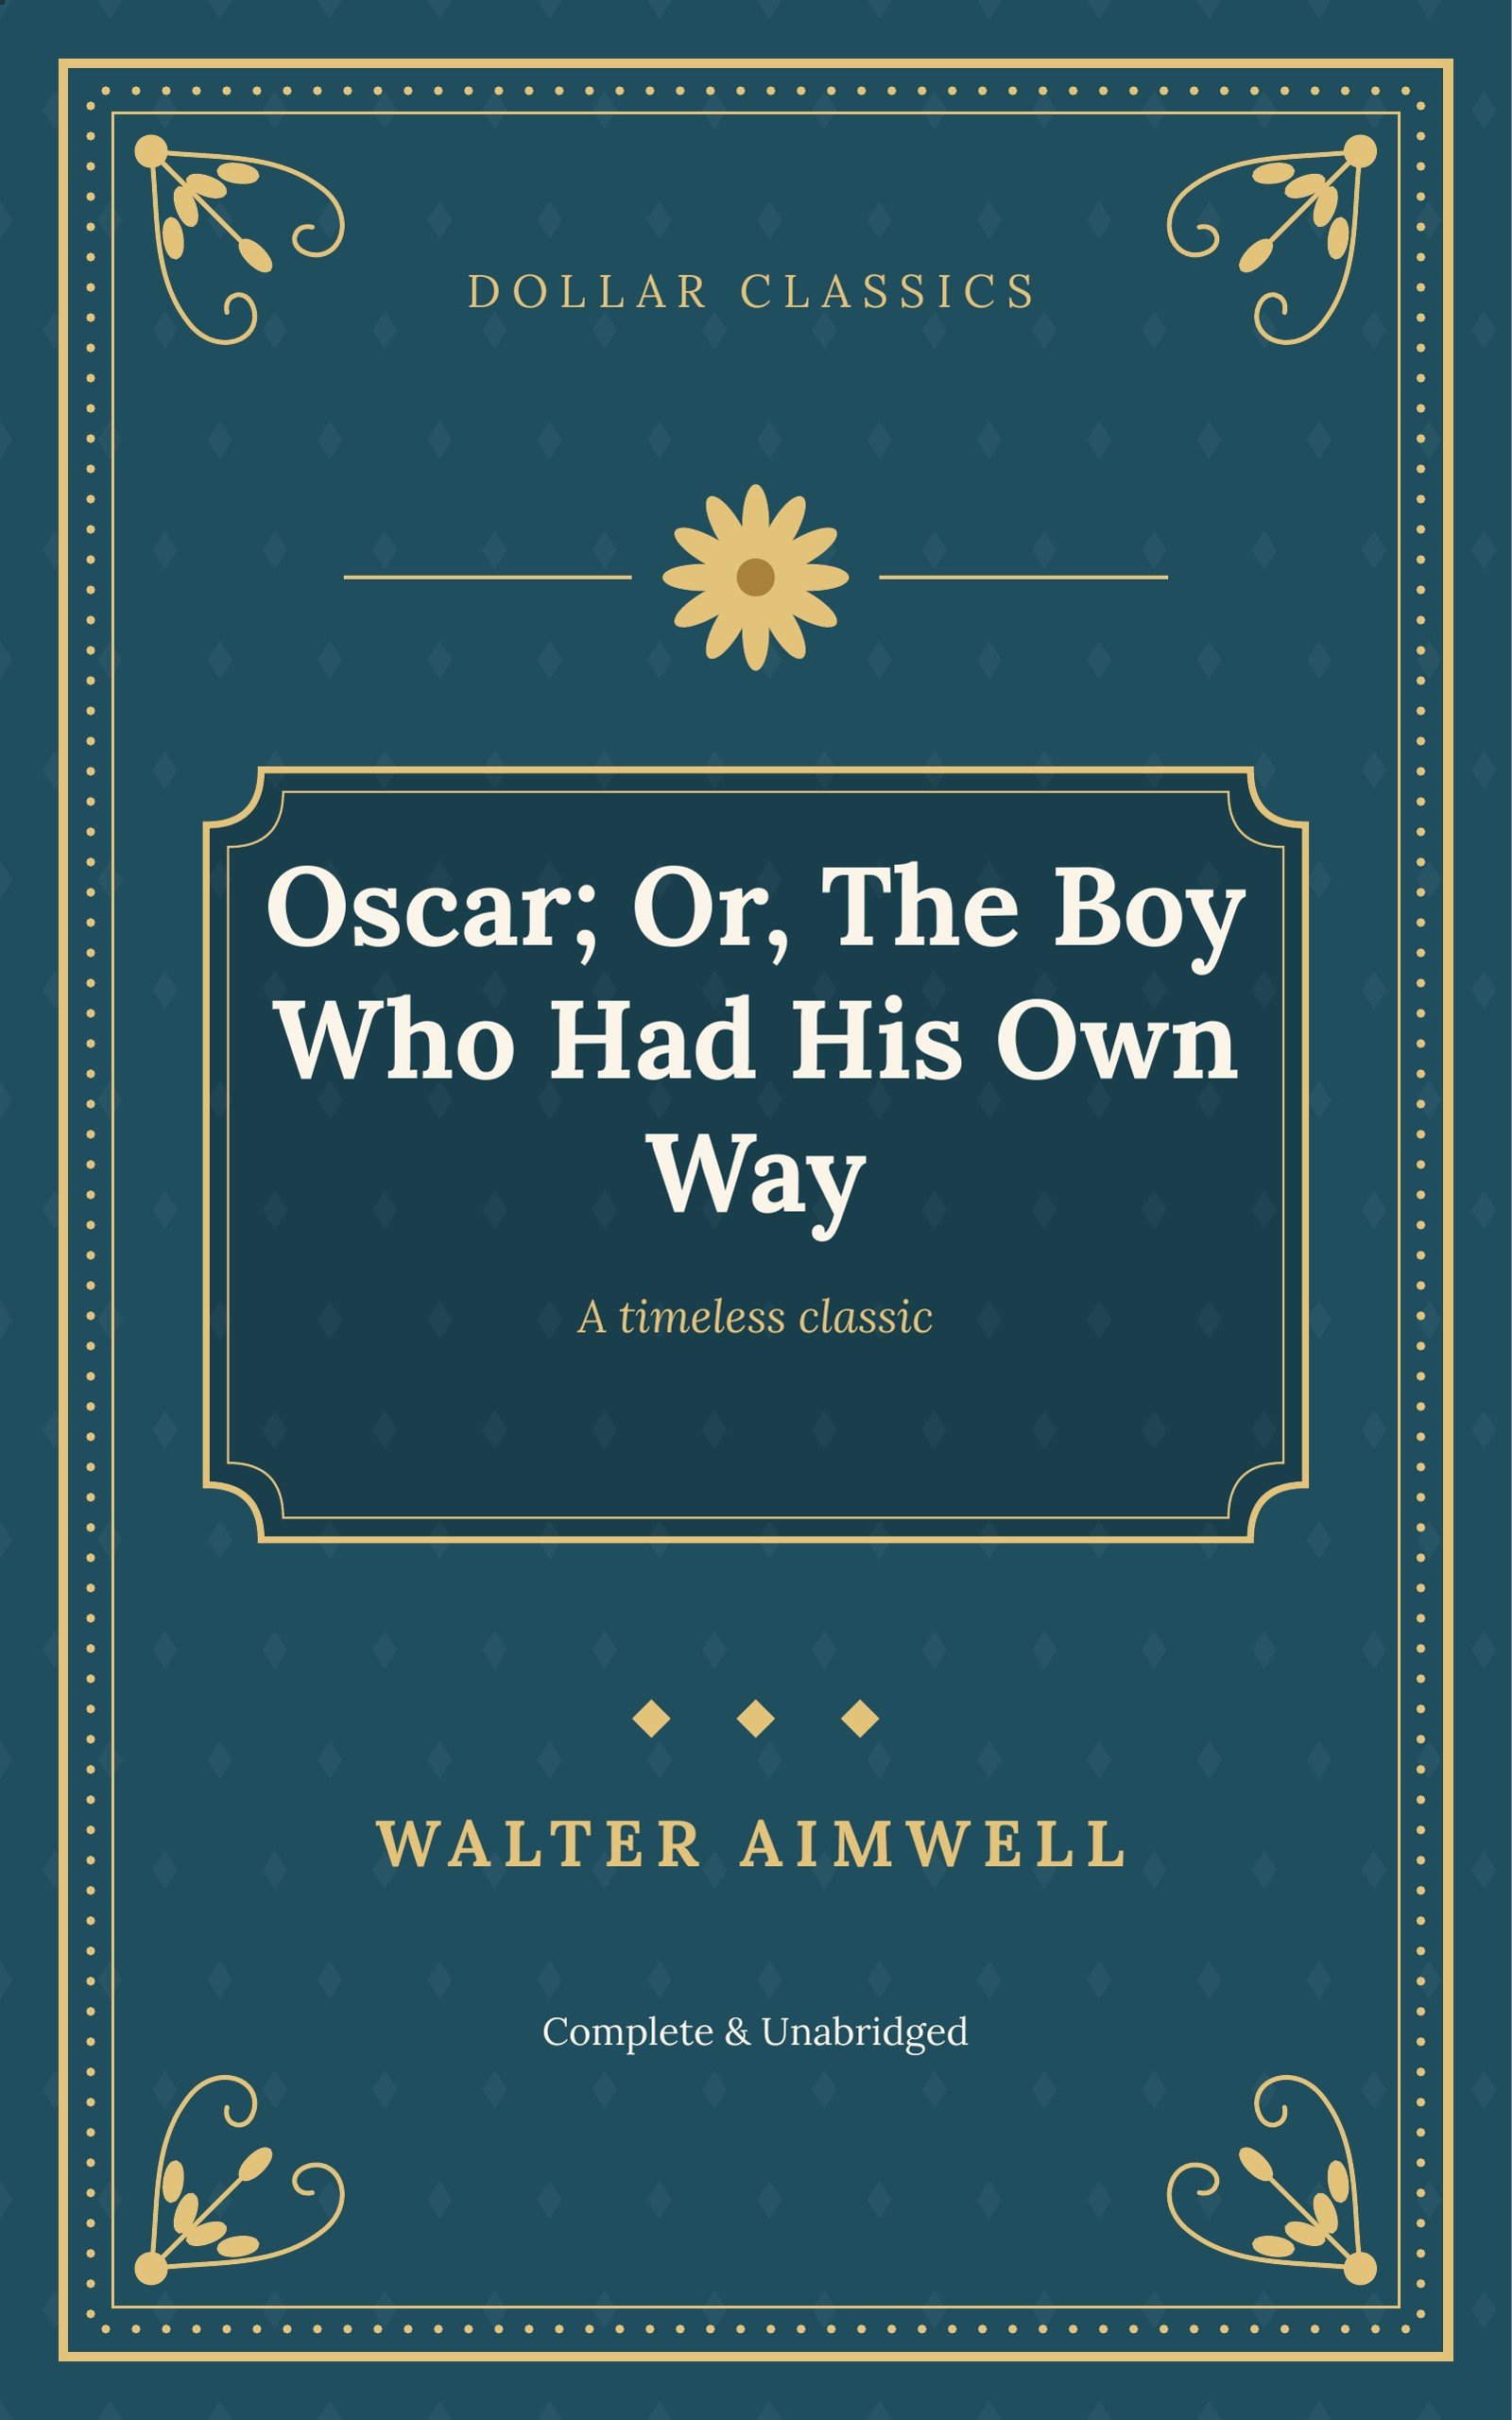 DOLLAR CLASSICS
Oscar; Or, The Boy
Who Had His Own
Way
A timeless classic
WALTER AIMWELL
Complete & Unabridged